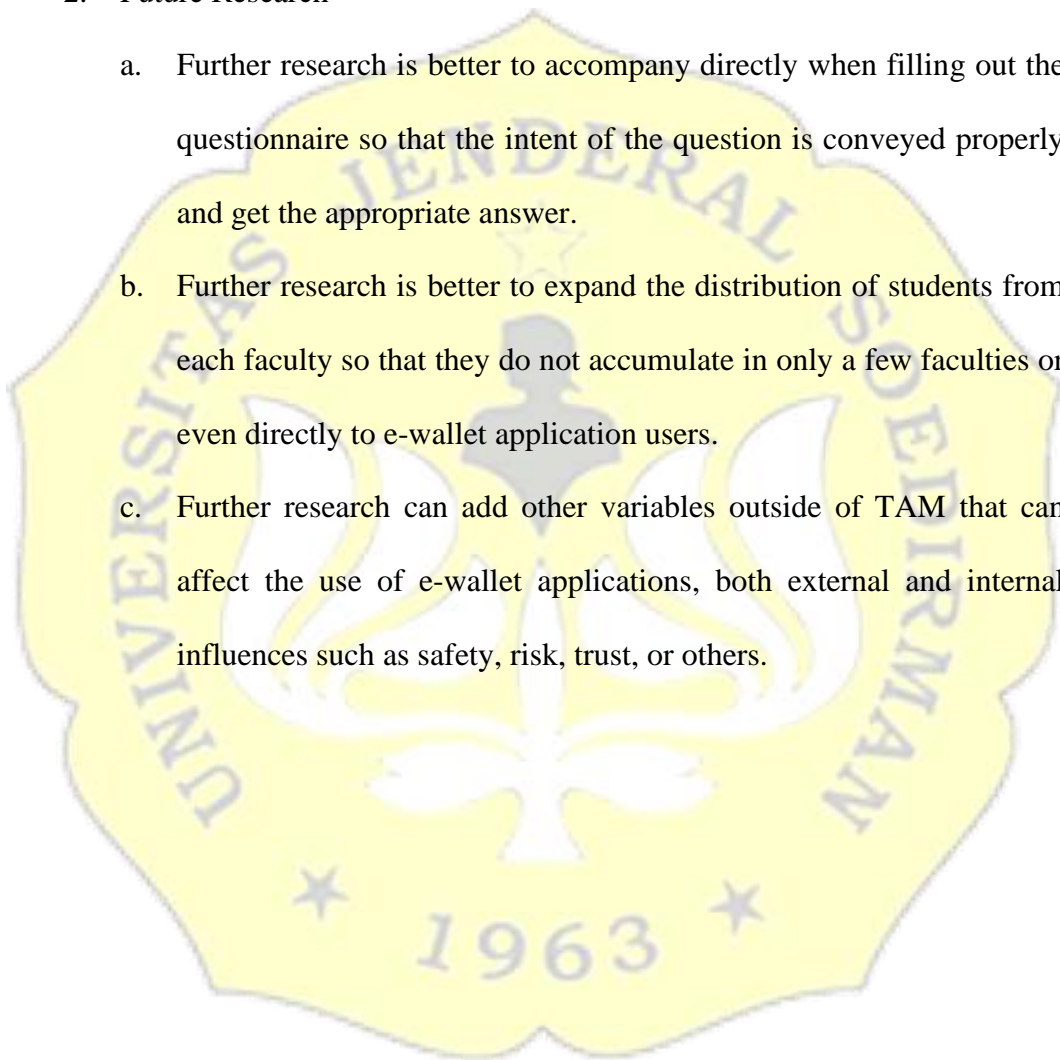 2. Future Research
a. Further research is better to accompany directly when filling out the
questionnaire so that the intent of the question is conveyed properly
and get the appropriate answer.
b. Further research is better to expand the distribution of students from
each faculty so that they do not accumulate in only a few faculties or
even directly to e-wallet application users.
c. Further research can add other variables outside of TAM that can
affect the use of e-wallet applications, both external and internal
influences such as safety, risk, trust, or others.
UNIVERSITAS JENDERAL SOEDIRMAN
1963